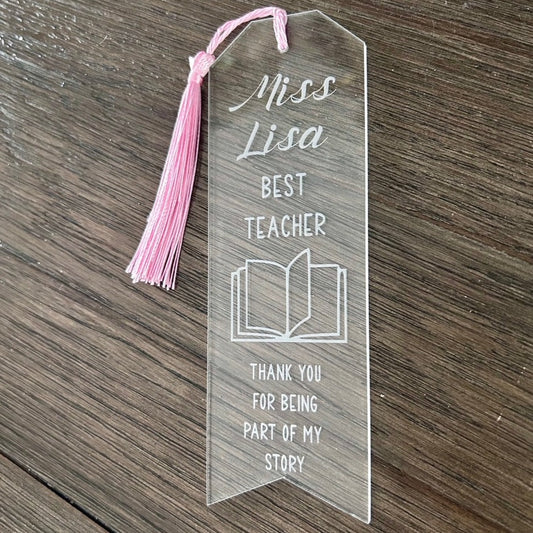 Miss
Lisa
BEST
TEACHER
THANK YOU
FOR BEING
PART OF MY
STORY